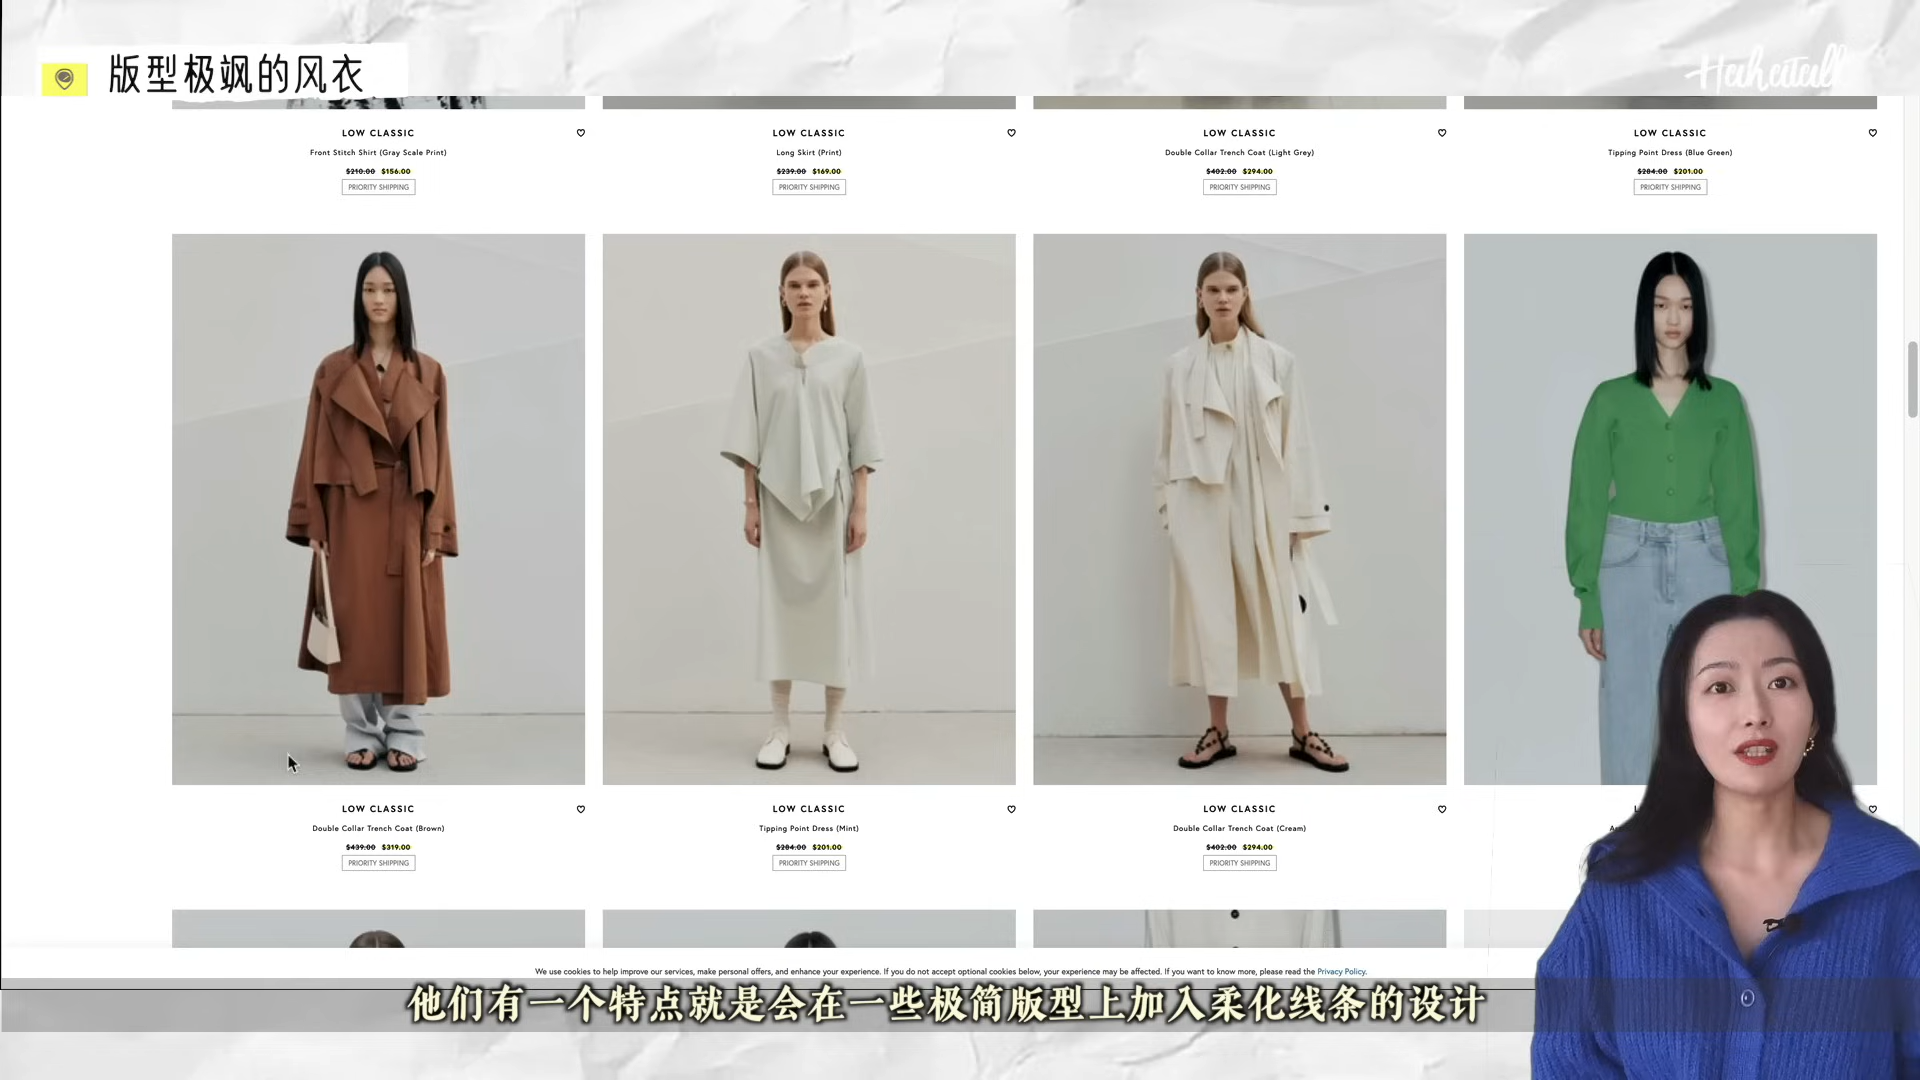 版型极飒的风衣
LOW CLASSIC
Front Stitch Shirt (Gray Scale Print)
$210.00 $156.00
PRIORITY SHIPPING
LOW CLASSIC
Long Skirt (Print)
$239.00 $169.00
PRIORITY SHIPPING
LOW CLASSIC
Double Collar Trench Coat (Light Grey)
$402.00 $294.00
PRIORITY SHIPPING
LOW CLASSIC
Tipping Point Dress (Blue Green)
$284.00 $201.00
PRIORITY SHIPPING
LOW CLASSIC
Double Collar Trench Coat (Brown)
$439.00 $319.00
PRIORITY SHIPPING
LOW CLASSIC
Tipping Point Dress (Mint)
$284.00 $201.00
PRIORITY SHIPPING
LOW CLASSIC
Double Collar Trench Coat (Cream)
$402.00 $294.00
PRIORITY SHIPPING
We use cookies to help improve our services, make personal offers, and enhance your experience. If you do not accept optional cookies below, your experience may be affected. If you want to know more, please read the Privacy Policy.
他们有一个特点就是会在一些极简版型上加入柔化线条的设计